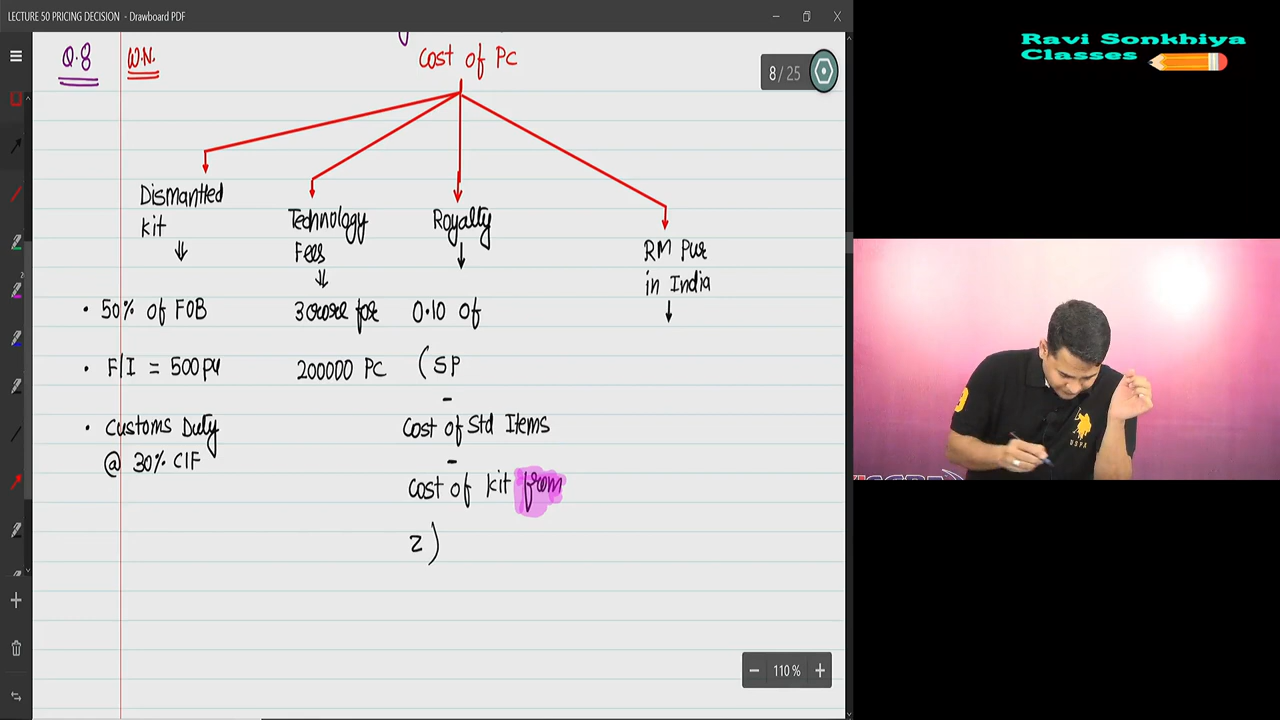 LECTURE 50 PRICING DECISION - Drawboard PDF
Ravi Sonkhiya
Classes
8 / 25
Q.8
W.N.
Cost of PC
Dismantled
kit
50% of FOB
F/I = 500 pu
Customs Duty
@ 30% CIF
Technology
Fees
3 crore for
200000 PC
Royalty
0.10 of
(SP
-
Cost of Std Items
-
Cost of kit from
Z)
RM Pur
in India
110 %